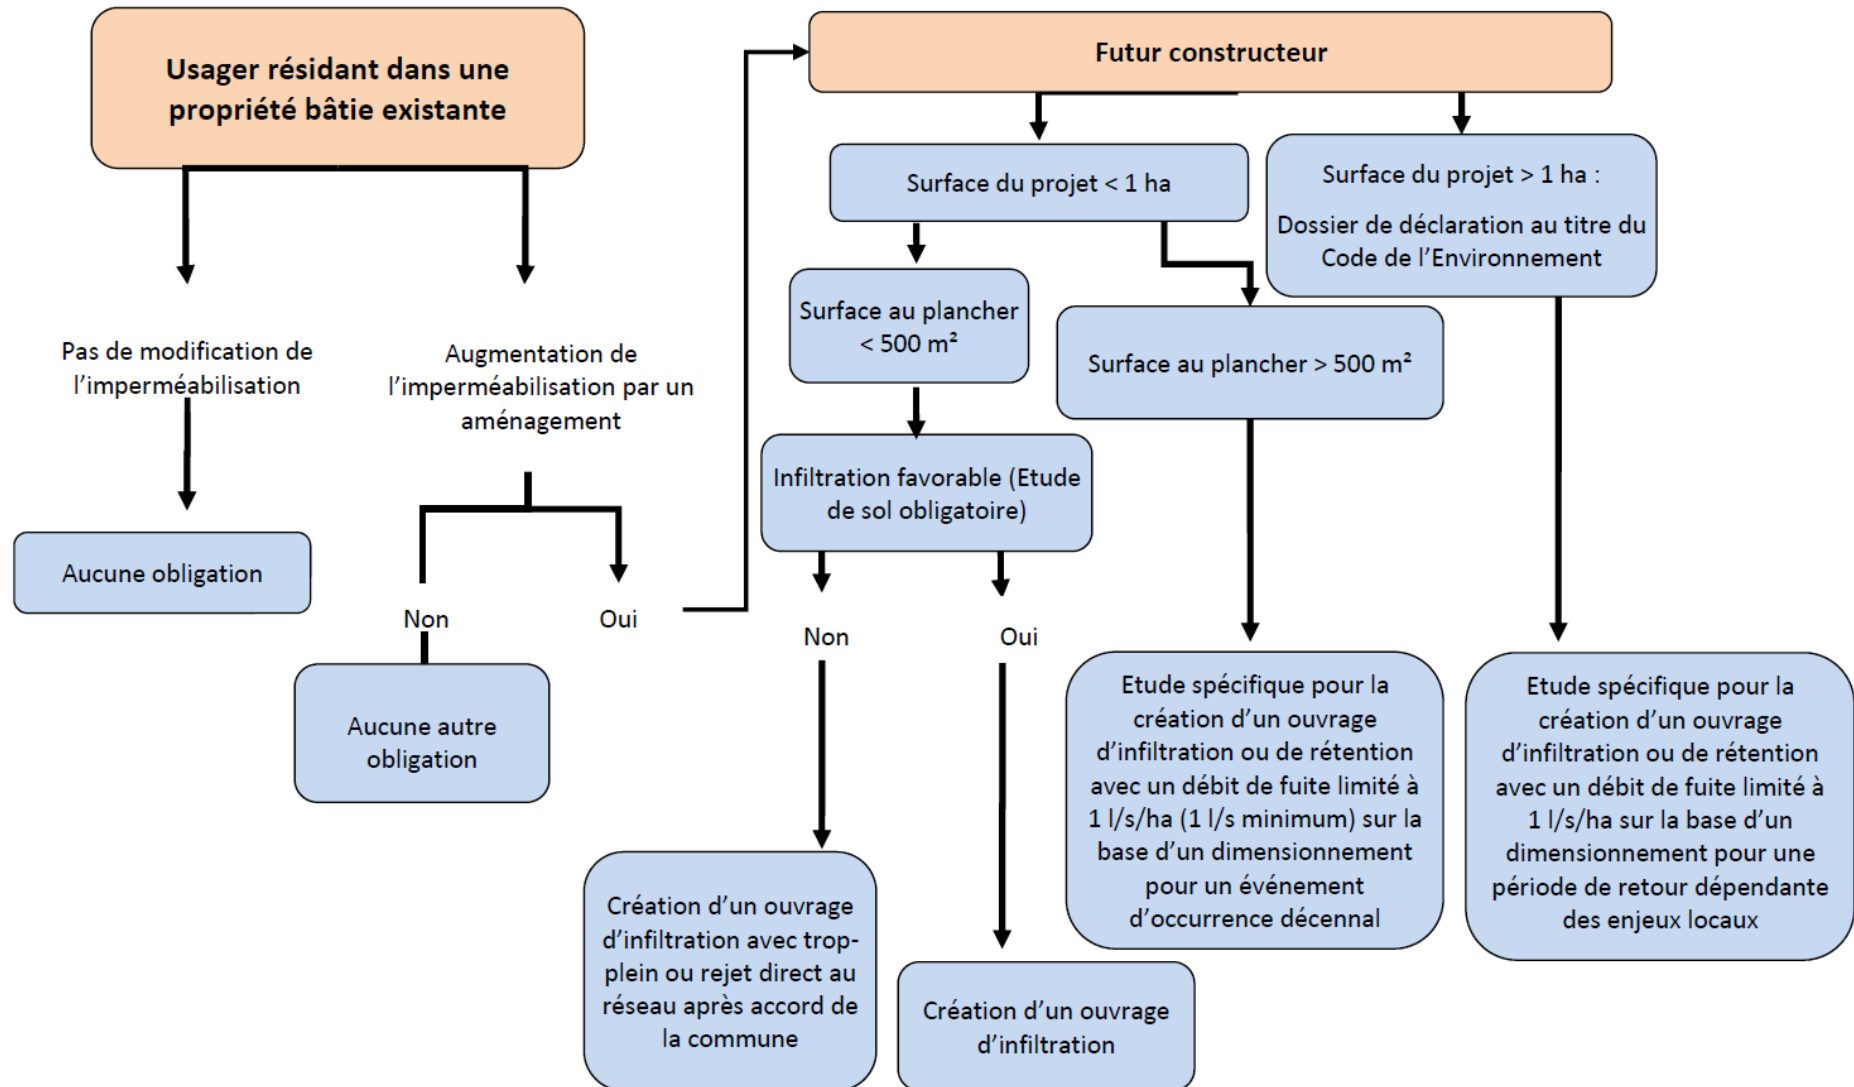 Usager résidant dans une
propriété bâtie existante
Pas de modification de
l'imperméabilisation
Aucune obligation
Augmentation de
l'imperméabilisation par un
aménagement
Non
Oui
Aucune autre
obligation
Futur constructeur
Surface du projet < 1 ha
Surface du projet > 1 ha :
Dossier de déclaration au titre du
Code de l'Environnement
Surface au plancher
< 500 m²
Surface au plancher > 500 m²
Infiltration favorable (Etude
de sol obligatoire)
Non
Oui
Création d'un ouvrage
d'infiltration avec trop-
plein ou rejet direct au
réseau après accord de
la commune
Création d'un ouvrage
d'infiltration
Etude spécifique pour la
création d'un ouvrage
d'infiltration ou de rétention
avec un débit de fuite limité à
1 l/s/ha (1 l/s minimum) sur la
base d'un dimensionnement
pour un événement
d'occurrence décennal
Etude spécifique pour la
création d'un ouvrage
d'infiltration ou de rétention
avec un débit de fuite limité à
1 l/s/ha sur la base d'un
dimensionnement pour une
période de retour dépendante
des enjeux locaux